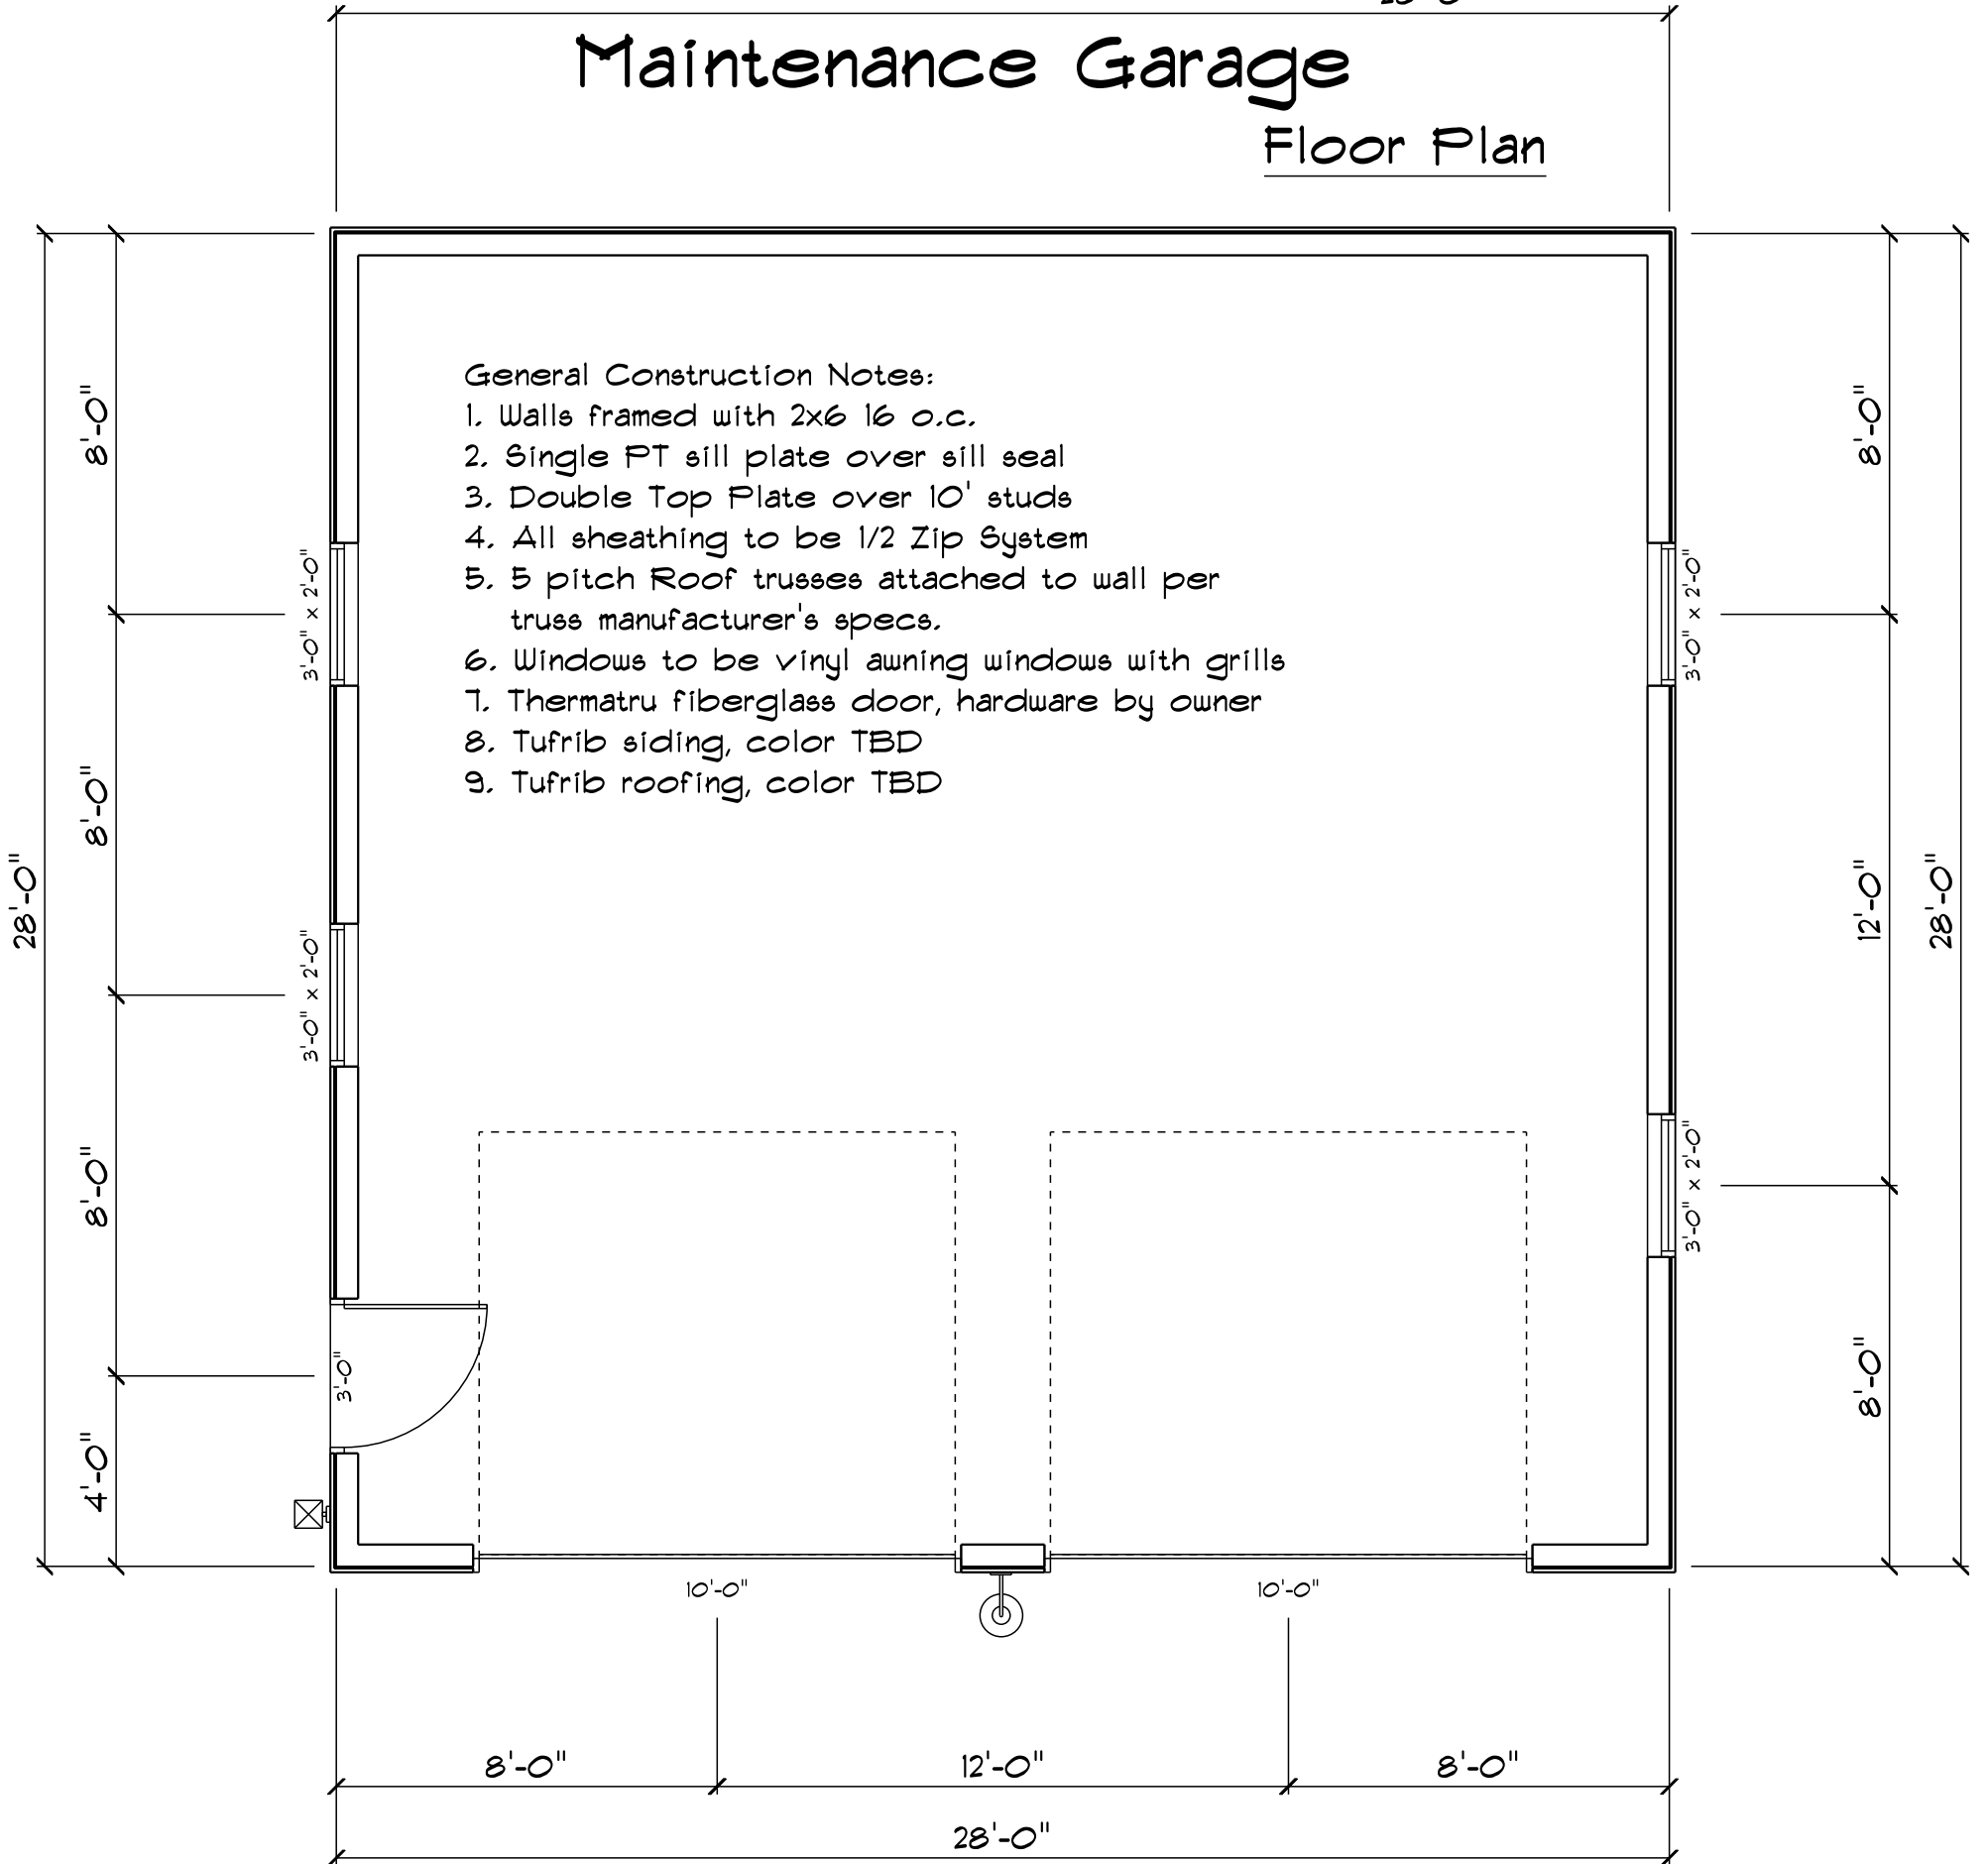 Maintenance Garage
Floor Plan
General Construction Notes:
1. Walls framed with 2x6 16 o.c.
2. Single PT sill plate over sill seal
3. Double Top Plate over 10' studs
4. All sheathing to be 1/2 Zip System
5. 5 pitch Roof trusses attached to wall per
truss manufacturer's specs.
6. Windows to be vinyl awning windows with grills
7. Thermatru fiberglass door, hardware by owner
8. Tufrib siding, color TBD
9. Tufrib roofing, color TBD
28'-0"
8'-0"
8'-0"
8'-0"
4'-0"
3'-0" x 2'-0"
3'-0" x 2'-0"
3'-0"
3'-0" x 2'-0"
3'-0" x 2'-0"
8'-0"
12'-0"
8'-0"
28'-0"
10'-0"
10'-0"
8'-0"
12'-0"
8'-0"
28'-0"